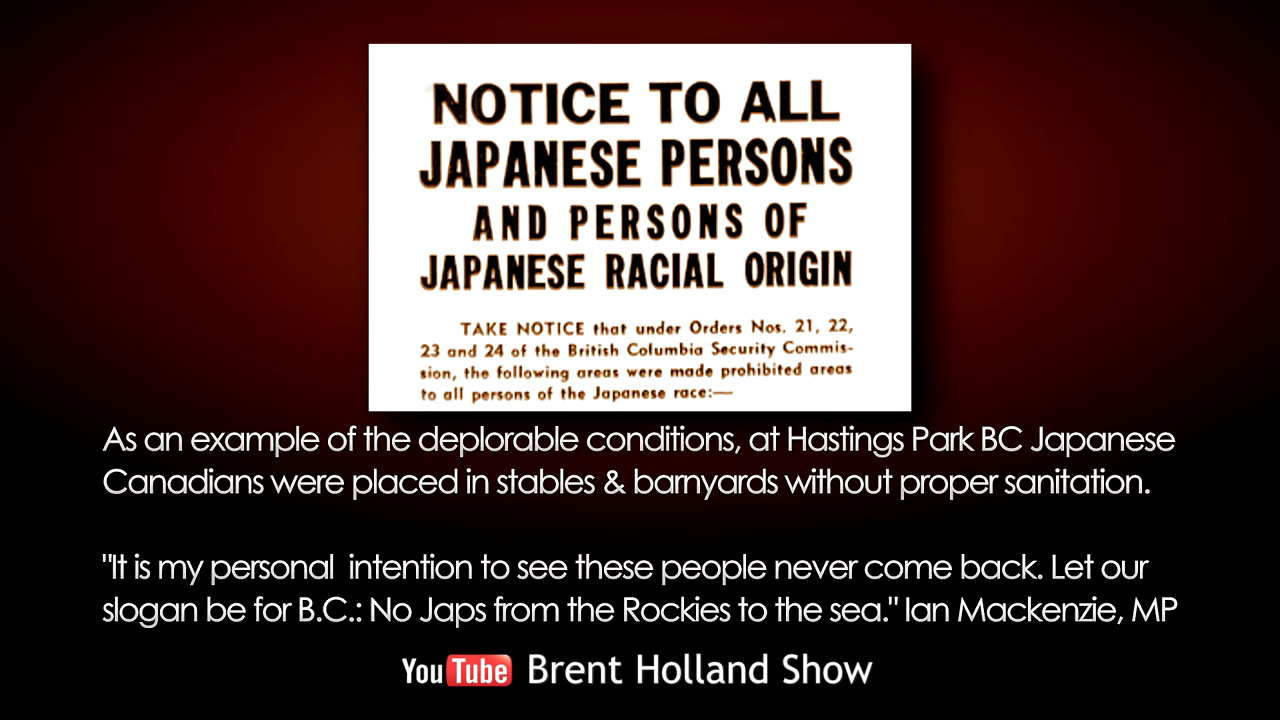 NOTICE TO ALL
JAPANESE PERSONS
AND PERSONS OF
JAPANESE RACIAL ORIGIN
TAKE NOTICE that under Orders Nos. 21, 22,
23 and 24 of the British Columbia Security Commis-
sion, the following areas were made prohibited areas
to all persons of the Japanese race:—
As an example of the deplorable conditions, at Hastings Park BC Japanese
Canadians were placed in stables & barnyards without proper sanitation.
"It is my personal  intention to see these people never come back. Let our
slogan be for B.C.: No Japs from the Rockies to the sea." Ian Mackenzie, MP
YouTube Brent Holland Show